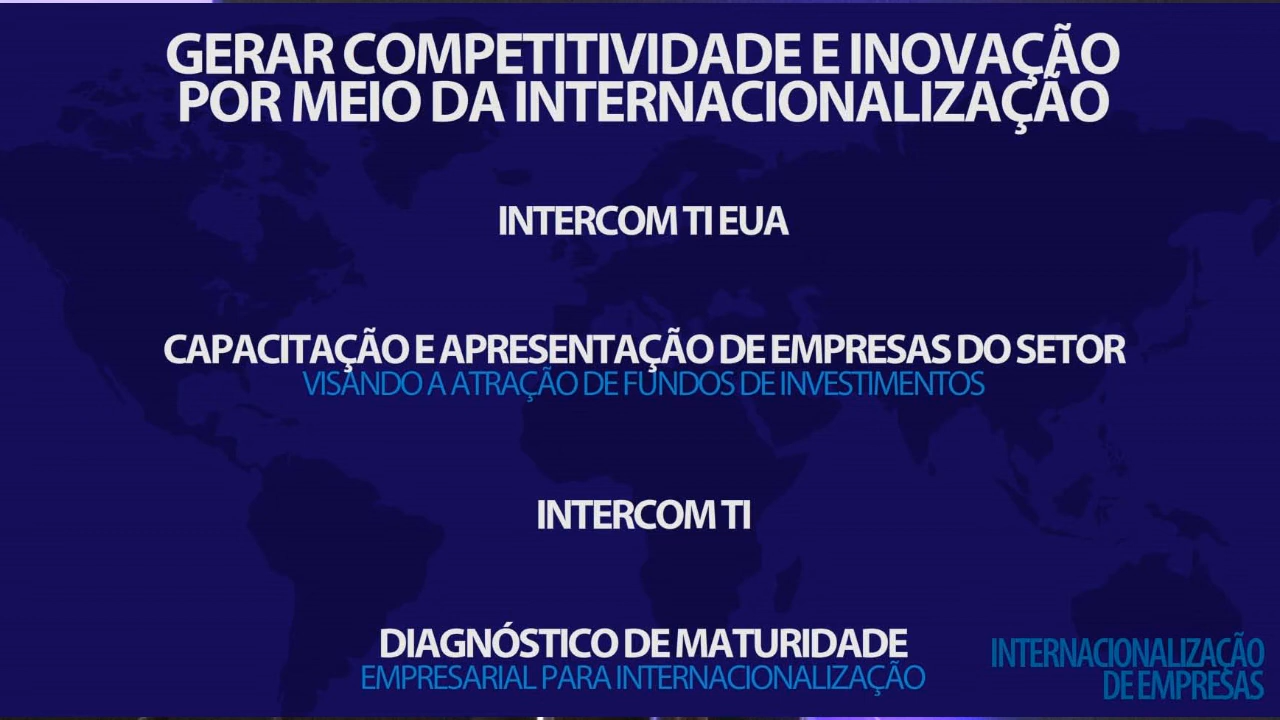 GERAR COMPETITIVIDADE E INOVAÇÃO
POR MEIO DA INTERNACIONALIZAÇÃO
INTERCOM TI EUA
CAPACITAÇÃO E APRESENTAÇÃO DE EMPRESAS DO SETOR
VISANDO A ATRAÇÃO DE FUNDOS DE INVESTIMENTOS
INTERCOM TI
DIAGNÓSTICO DE MATURIDADE
EMPRESARIAL PARA INTERNACIONALIZAÇÃO
INTERNACIONALIZAÇÃO
DE EMPRESAS